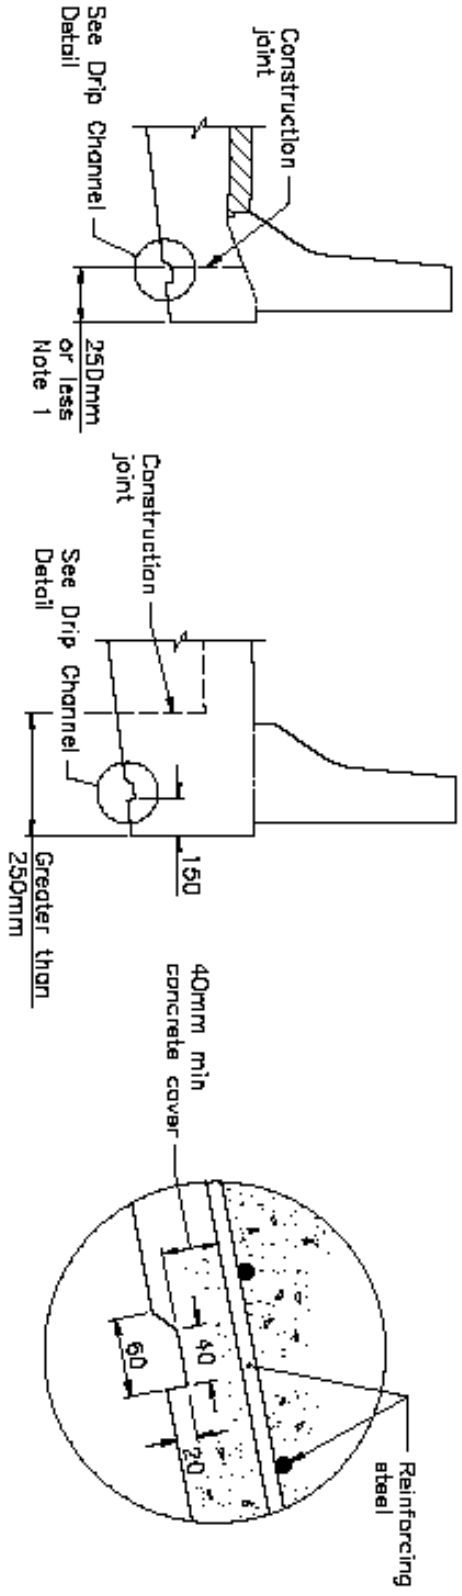 Construction
joint
See Drip Channel
Detail
250mm
or less
Note 1
Construction
joint
See Drip Channel
Detail
150
Greater than
250mm
40mm min
concrete cover
60
40
20
Reinforcing
steel